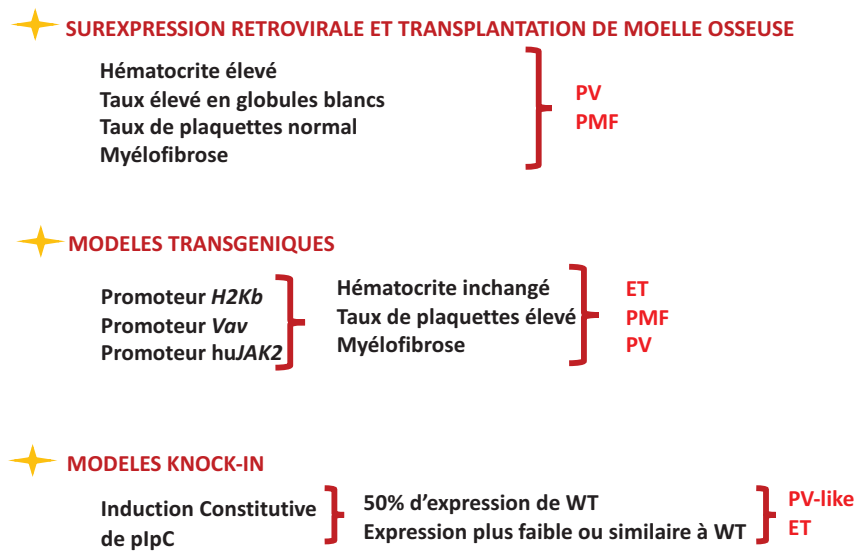 SUREXPRESSION RETROVIRALE ET TRANSPLANTATION DE MOELLE OSSEUSE
Hématocrite élevé
Taux élevé en globules blancs
Taux de plaquettes normal
Myélofibrose
PV
PMF
MODELES TRANSGENIQUES
Promoteur H2Kb
Promoteur Vav
Promoteur huJAK2
Hématocrite inchangé
Taux de plaquettes élevé
Myélofibrose
ET
PMF
PV
MODELES KNOCK-IN
Induction Constitutive
de pIpC
50% d’expression de WT
Expression plus faible ou similaire à WT
PV-like
ET